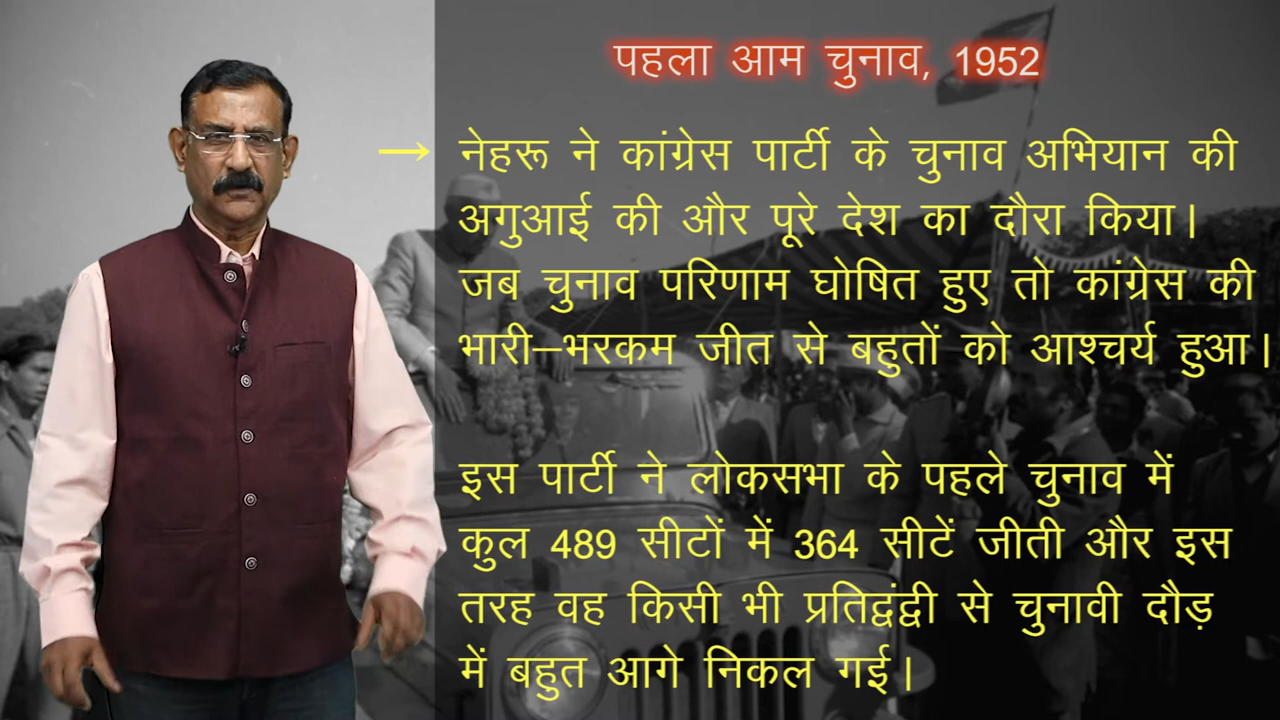 पहला आम चुनाव, 1952
→ नेहरू ने कांग्रेस पार्टी के चुनाव अभियान की
अगुआई की और पूरे देश का दौरा किया।
जब चुनाव परिणाम घोषित हुए तो कांग्रेस की
भारी–भरकम जीत से बहुतों को आश्चर्य हुआ।
इस पार्टी ने लोकसभा के पहले चुनाव में
कुल 489 सीटों में 364 सीटें जीती और इस
तरह वह किसी भी प्रतिद्वंद्वी से चुनावी दौड़
में बहुत आगे निकल गई।